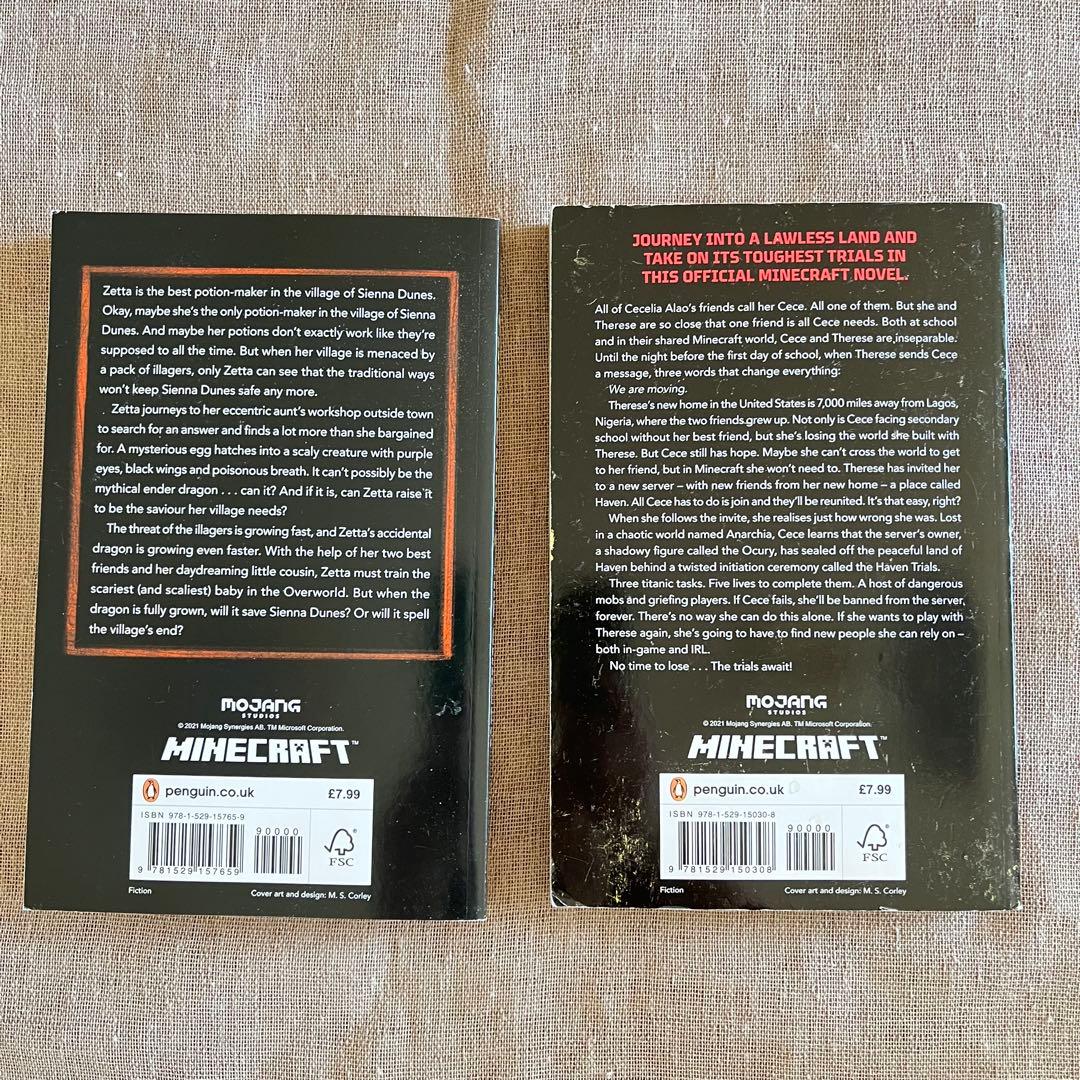 Zetta is the best potion-maker in the village of Sienna Dunes.
Okay, maybe she's the only potion-maker in the village of Sienna
Dunes. And maybe her potions don't exactly work like they're
supposed to all the time. But when her village is menaced by
a pack of illagers, only Zetta can see that the traditional ways
won't keep Sienna Dunes safe any more.
Zetta journeys to her eccentric aunt's workshop outside town
to search for an answer and finds a lot more than she bargained
for. A mysterious egg hatches into a scaly creature with purple
eyes, black wings and poisonous breath. It can't possibly be the
mythical ender dragon . . . can it? And if it is, can Zetta raise it
to be the saviour her village needs?
The threat of the illagers is growing fast, and Zetta's accidental
dragon is growing even faster. With the help of her two best
friends and her daydreaming little cousin, Zetta must train the
scariest (and scaliest) baby in the Overworld. But when the
dragon is fully grown, will it save Sienna Dunes? Or will it spell
the village's end?
MOJANG
STUDIOS
© 2021 Mojang Synergies AB. TM Microsoft Corporation.
MINECRAFT™
penguin.co.uk £7.99
ISBN 978-1-529-15765-9
90000
9 781529 157659
FSC
Fiction
Cover art and design: M. S. Corley
JOURNEY INTO A LAWLESS LAND AND
TAKE ON ITS TOUGHEST TRIALS IN
THIS OFFICIAL MINECRAFT NOVEL.
All of Cecelia Alao's friends call her Cece. All one of them. But she and
Therese are so close that one friend is all Cece needs. Both at school
and in their shared Minecraft world, Cece and Therese are inseparable.
Until the night before the first day of school, when Therese sends Cece
a message, three words that change everything:
We are moving.
Therese's new home in the United States is 7,000 miles away from Lagos,
Nigeria, where the two friends grew up. Not only is Cece facing secondary
school without her best friend, but she's losing the world she built with
Therese. But Cece still has hope. Maybe she can't cross the world to get
to her friend, but in Minecraft she won't need to. Therese has invited her
to a new server – with new friends from her new home – a place called
Haven. All Cece has to do is join and they'll be reunited. It's that easy, right?
When she follows the invite, she realises just how wrong she was. Lost
in a chaotic world named Anarchia, Cece learns that the server's owner,
a shadowy figure called the Ocury, has sealed off the peaceful land of
Haven behind a twisted initiation ceremony called the Haven Trials.
Three titanic tasks. Five lives to complete them. A host of dangerous
mobs and griefing players. If Cece fails, she'll be banned from the server,
forever. There's no way she can do this alone. If she wants to play with
Therese again, she's going to have to find new people she can rely on –
both in-game and IRL.
No time to lose . . . The trials await!
MOJANG
STUDIOS
© 2021 Mojang Synergies AB. TM Microsoft Corporation.
MINECRAFT™
penguin.co.uk £7.99
ISBN 978-1-529-15030-8
90000
9 781529 150308
FSC
Fiction
Cover art and design: M. S. Corley